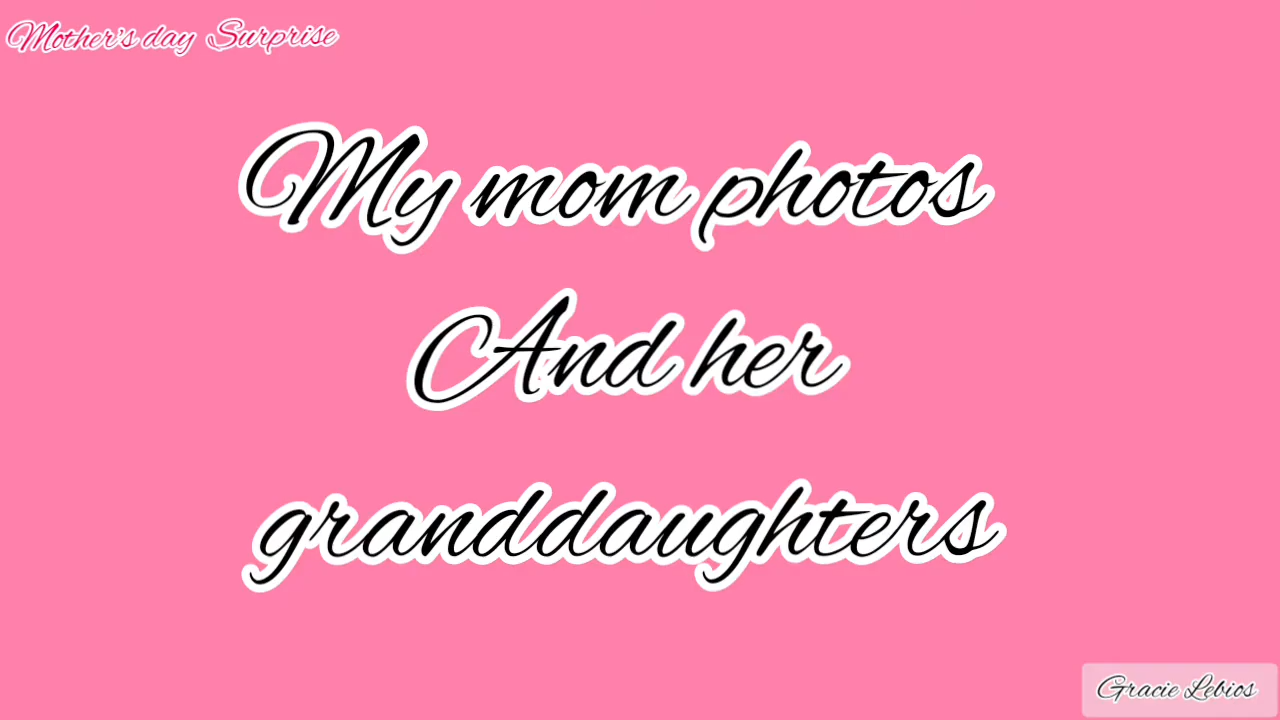 Mother's day Surprise
My mom photos
And her
granddaughters
Gracie Lebios